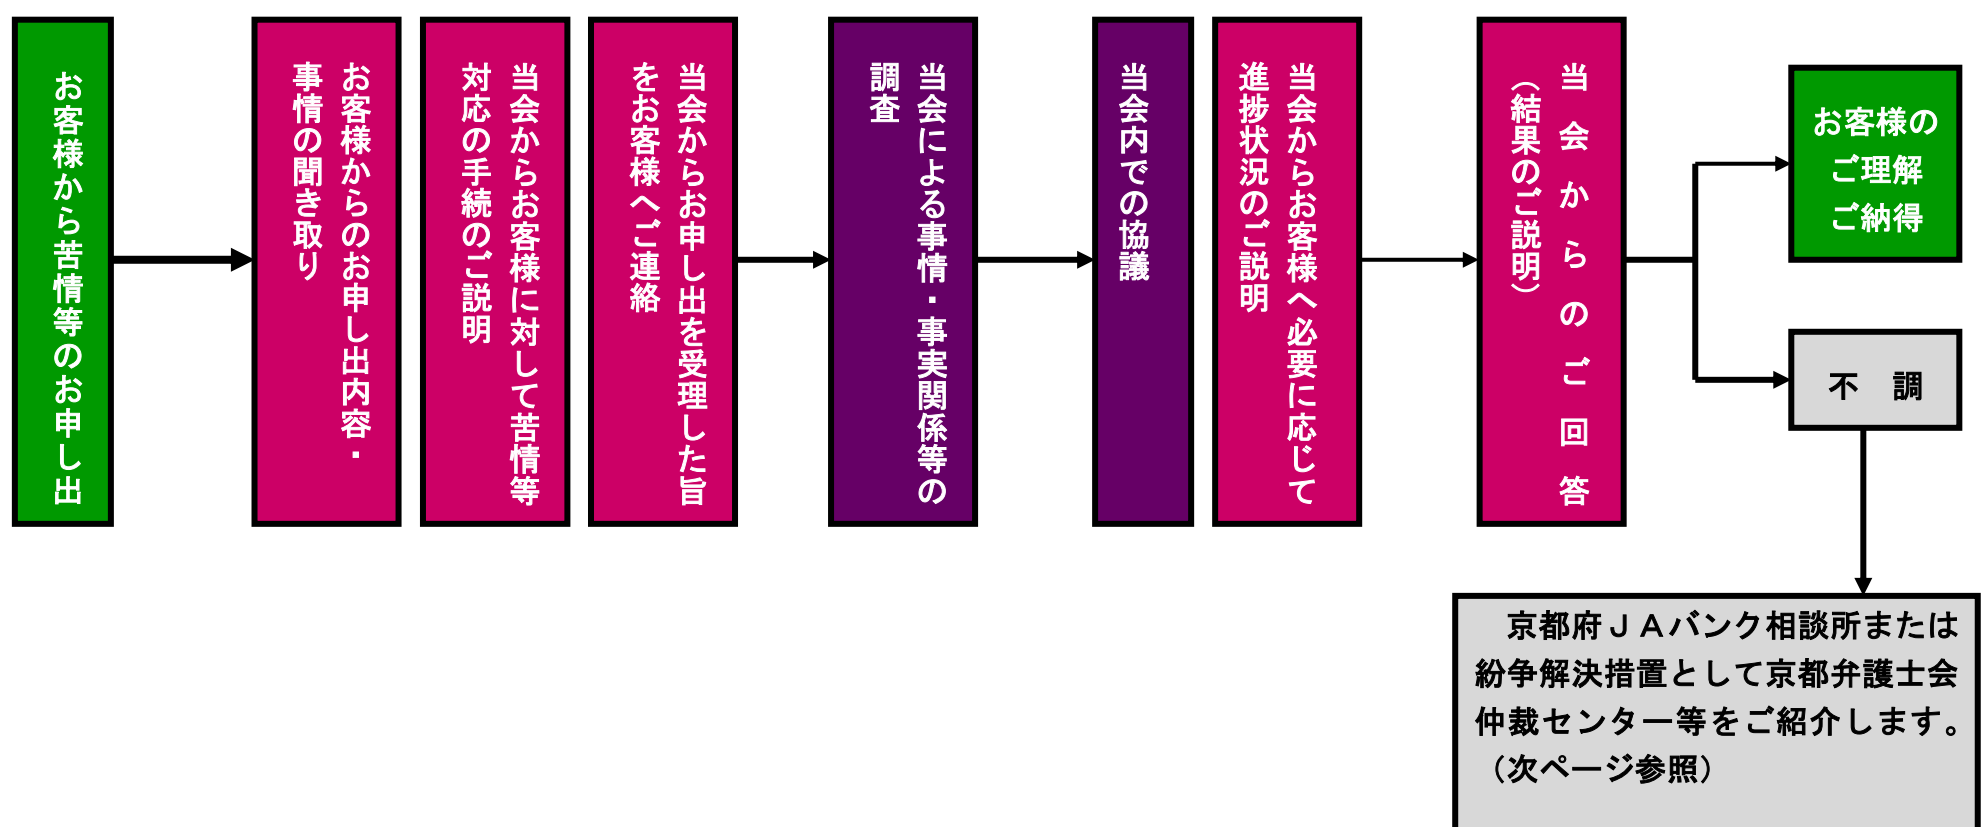 お客様から苦情等のお申し出
お客様からのお申し出内容・
事情の聞き取り
当会からお客様に対して苦情等
対応の手続のご説明
当会からお申し出を受理した旨
をお客様へご連絡
当会による事情・事実関係等の
調査
当会内での協議
当会からお客様へ必要に応じて
進捗状況のご説明
当会からのご回答
（結果のご説明）
お客様の
ご理解
ご納得
不　調
京都府ＪＡバンク相談所または
紛争解決措置として京都弁護士会
仲裁センター等をご紹介します。
（次ページ参照）